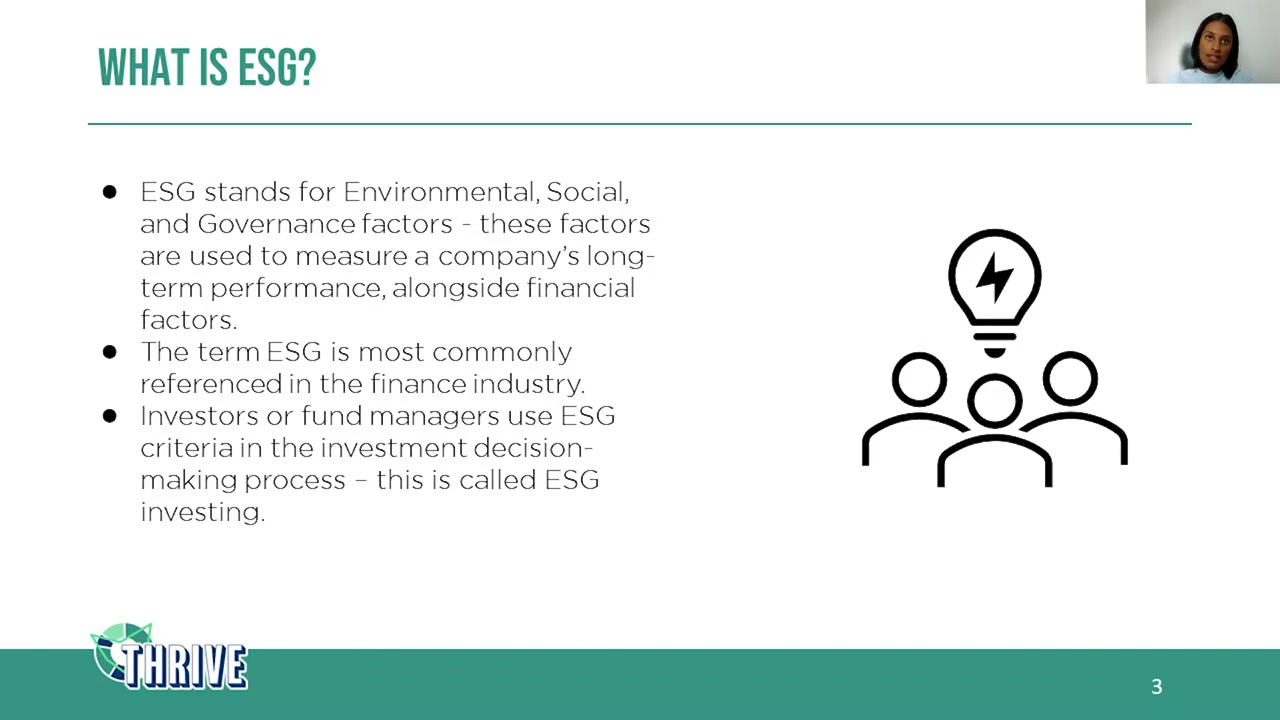 WHAT IS ESG?
● ESG stands for Environmental, Social,
and Governance factors - these factors
are used to measure a company’s long-
term performance, alongside financial
factors.
● The term ESG is most commonly
referenced in the finance industry.
● Investors or fund managers use ESG
criteria in the investment decision-
making process – this is called ESG
investing.
THRIVE
3